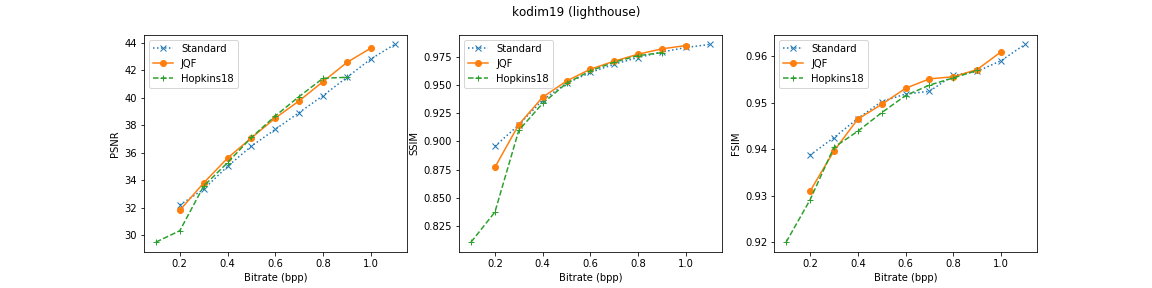 kodim19 (lighthouse)
PSNR
44
42
40
38
36
34
32
30
Standard
JQF
Hopkins18
0.2
0.4
0.6
0.8
1.0
Bitrate (bpp)
SSIM
0.975
0.950
0.925
0.900
0.875
0.850
0.825
Standard
JQF
Hopkins18
0.2
0.4
0.6
0.8
1.0
Bitrate (bpp)
FSIM
0.96
0.95
0.94
0.93
0.92
Standard
JQF
Hopkins18
0.2
0.4
0.6
0.8
1.0
Bitrate (bpp)